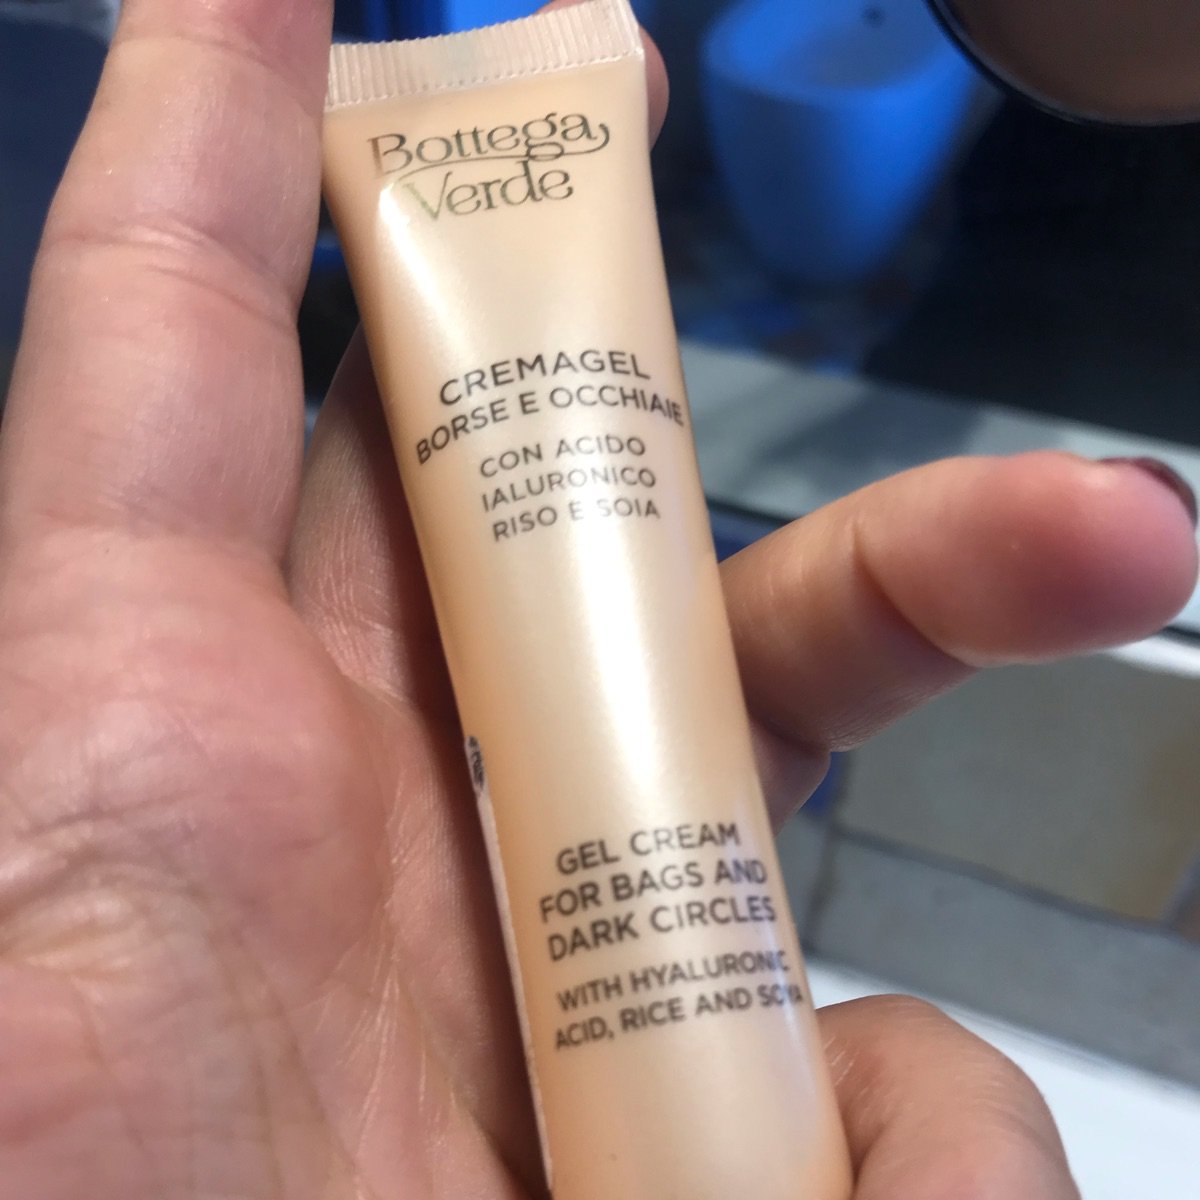 Bottega
Verde
CREMAGEL
BORSE E OCCHIAIE
CON ACIDO
IALURONICO
RISO E SOIA
GEL CREAM
FOR BAGS AND
DARK CIRCLES
WITH HYALURONIC
ACID, RICE AND SOYA